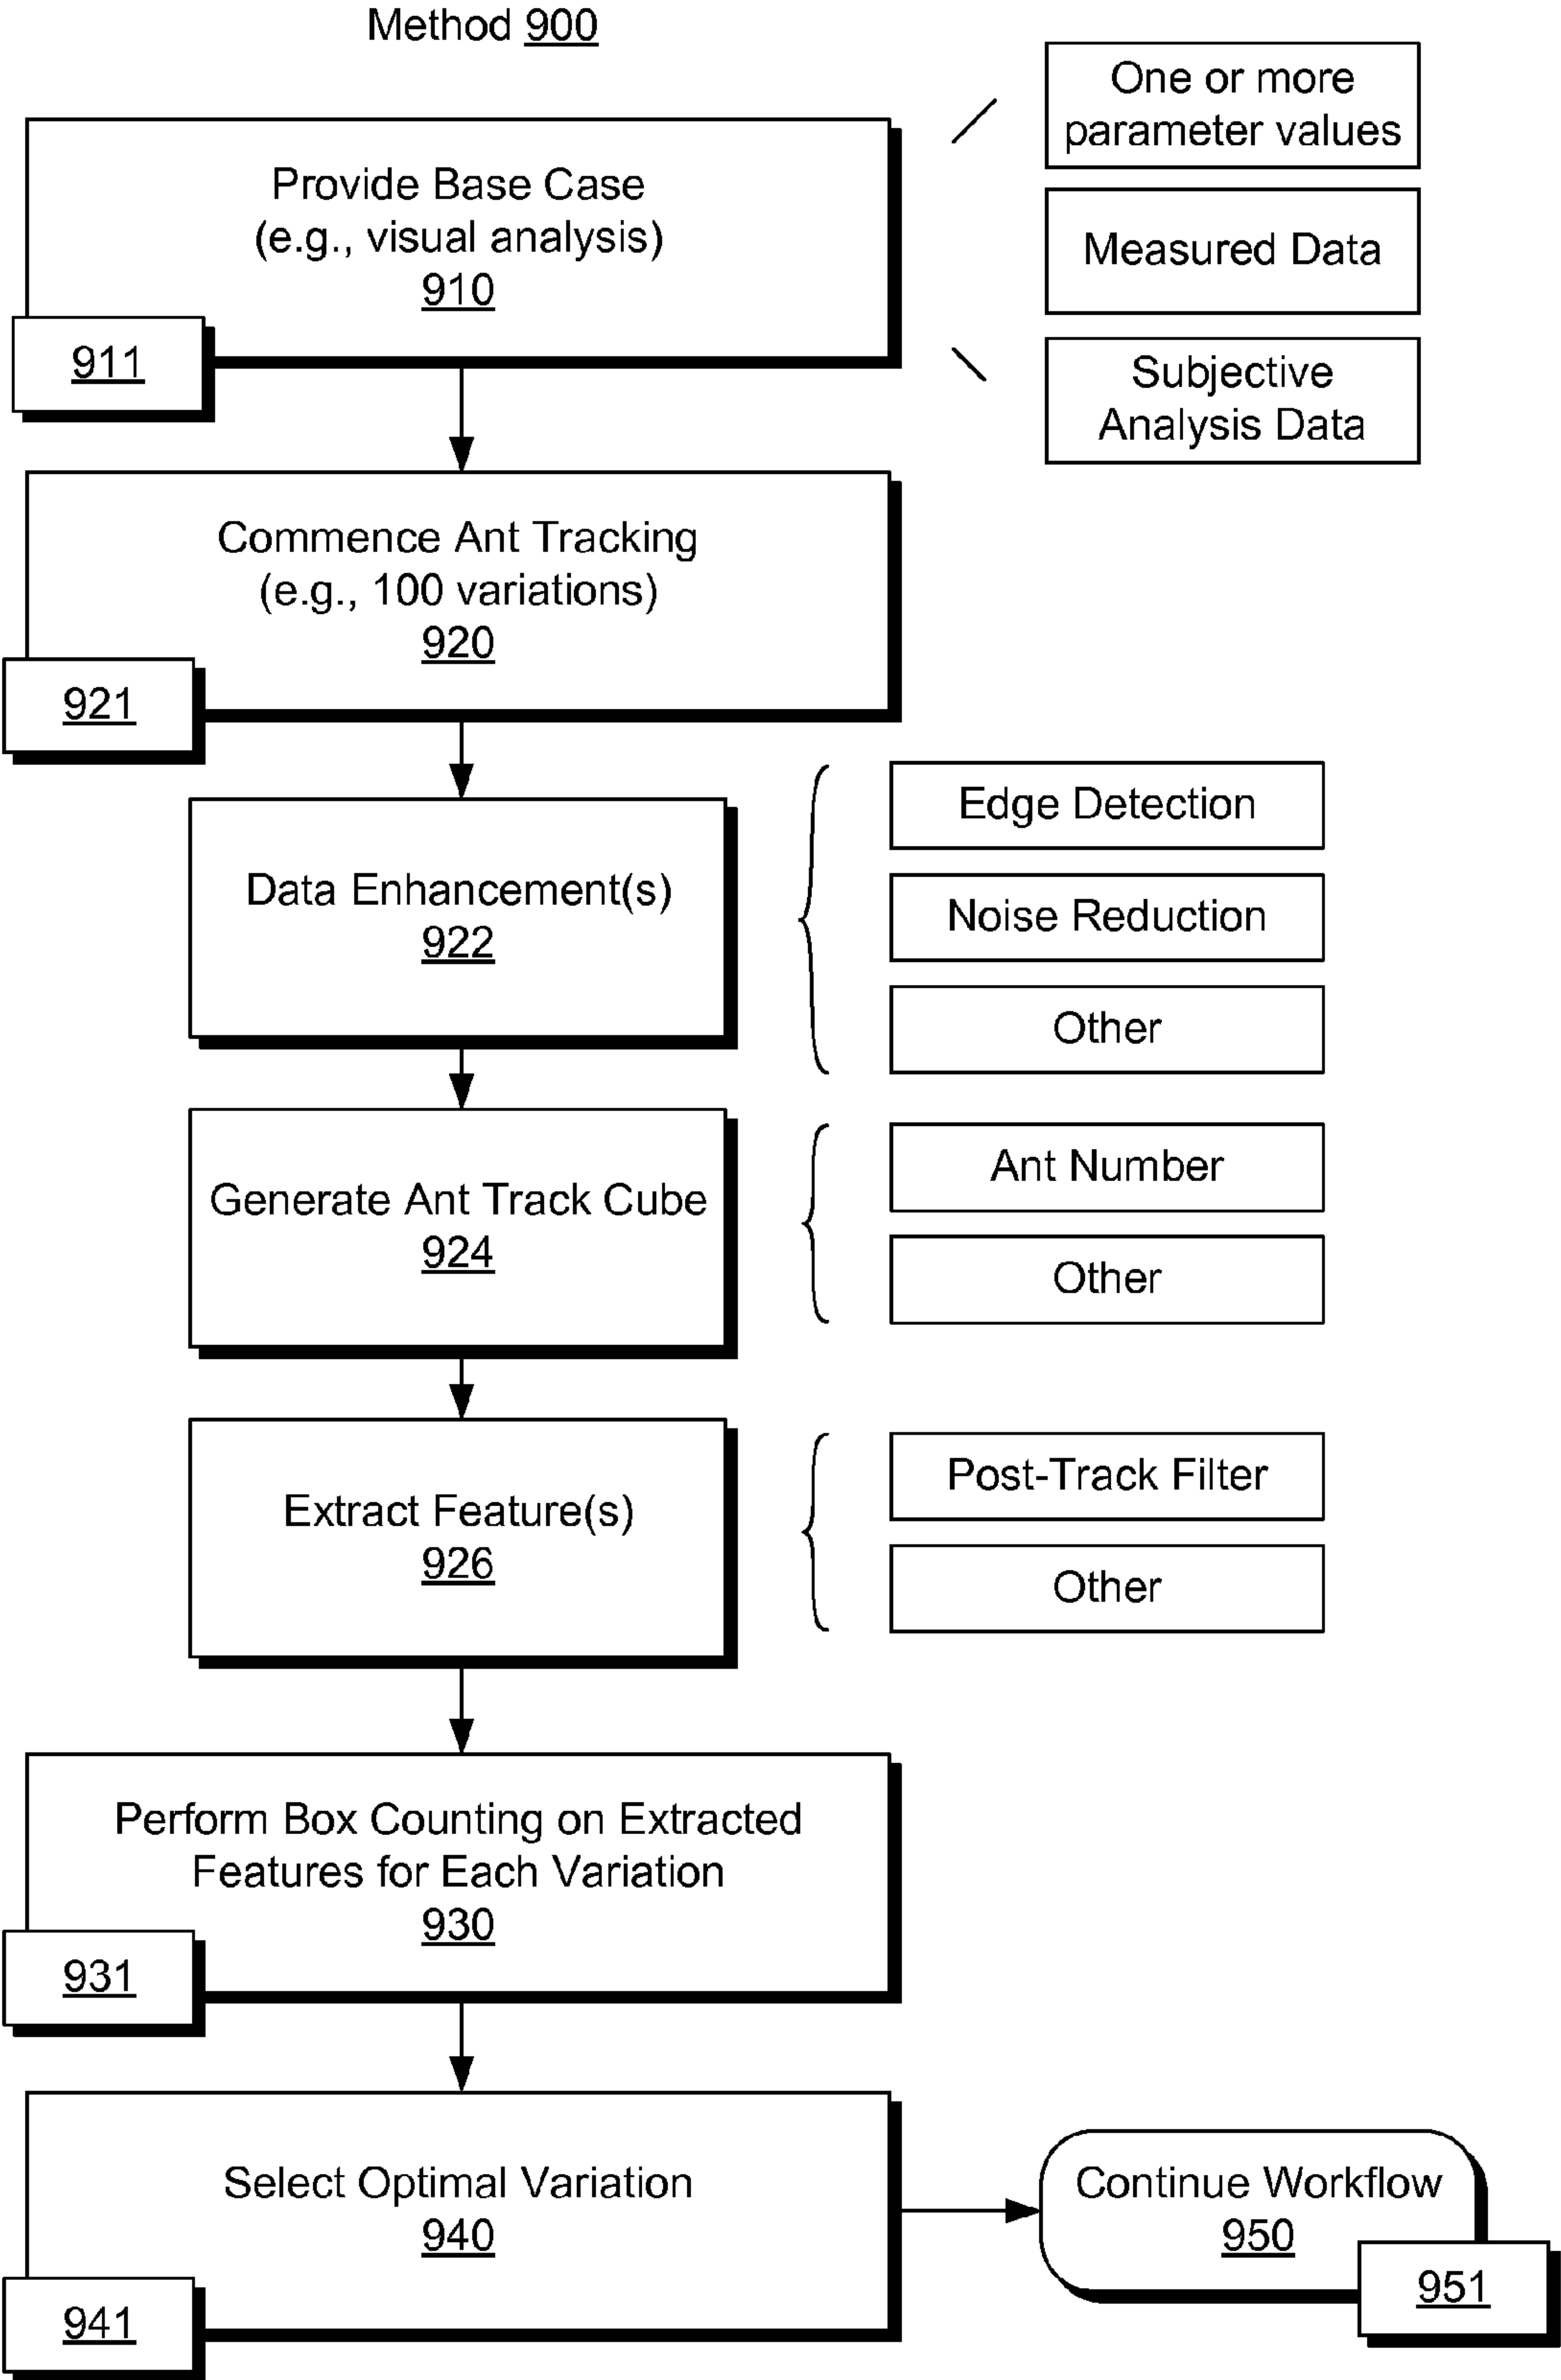 Method 900
Provide Base Case
(e.g., visual analysis)
910
911
One or more
parameter values
Measured Data
Subjective
Analysis Data
Commence Ant Tracking
(e.g., 100 variations)
920
921
Data Enhancement(s)
922
Edge Detection
Noise Reduction
Other
Generate Ant Track Cube
924
Ant Number
Other
Extract Feature(s)
926
Post-Track Filter
Other
Perform Box Counting on Extracted
Features for Each Variation
930
931
Select Optimal Variation
940
941
Continue Workflow
950
951